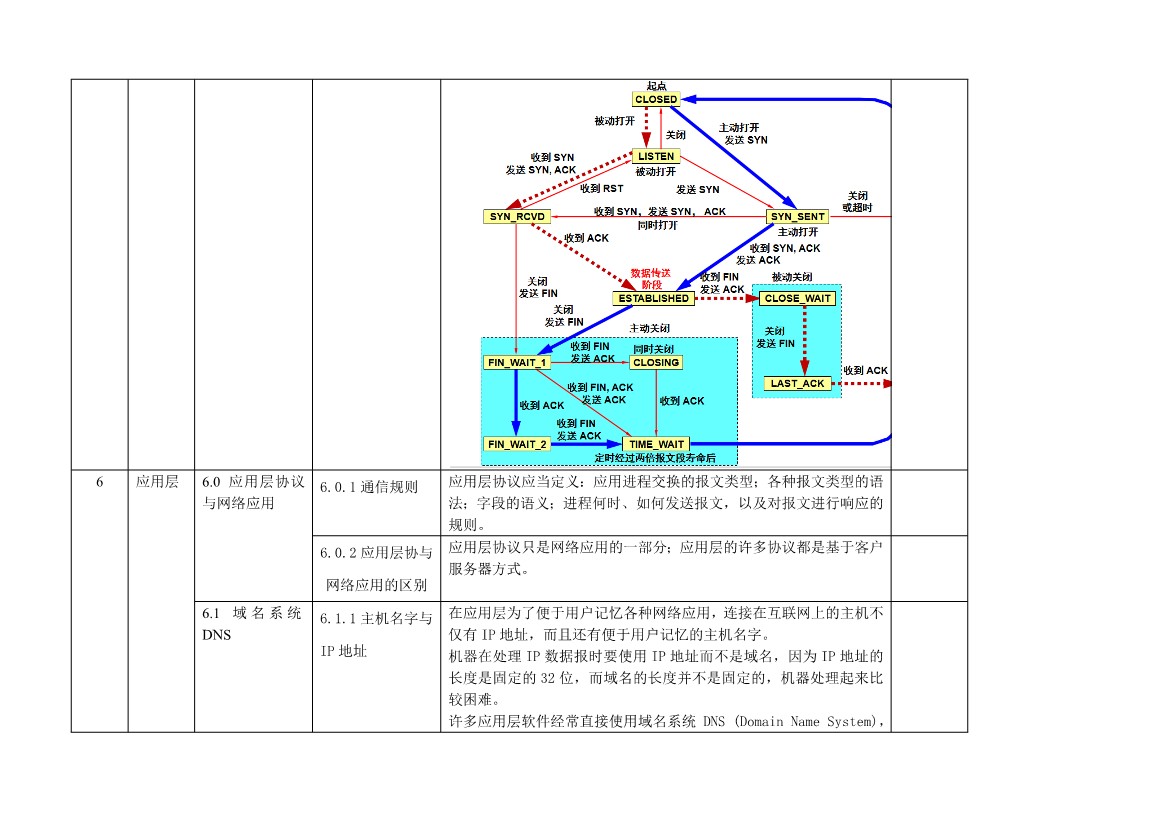 起点
CLOSED
被动打开
关闭
主动打开
发送 SYN
LISTEN
被动打开
收到 SYN
发送 SYN, ACK
收到 RST
发送 SYN
关闭
或超时
SYN_RCVD
收到 SYN，发送 SYN， ACK
同时打开
SYN_SENT
主动打开
收到 ACK
收到 SYN, ACK
发送 ACK
数据传送
阶段
ESTABLISHED
收到 FIN
发送 ACK
被动关闭
CLOSE_WAIT
关闭
发送 FIN
关闭
发送 FIN
主动关闭
关闭
发送 FIN
FIN_WAIT_1
收到 FIN
发送 ACK
同时关闭
CLOSING
LAST_ACK
收到 ACK
收到 FIN, ACK
发送 ACK
收到 ACK
收到 ACK
收到 FIN
发送 ACK
FIN_WAIT_2
TIME_WAIT
定时经过两倍报文段寿命后
6
应用层
6.0 应用层协议
与网络应用
6.0.1 通信规则
应用层协议应当定义：应用进程交换的报文类型；各种报文类型的语
法；字段的语义；进程何时、如何发送报文，以及对报文进行响应的
规则。
6.0.2 应用层协与
网络应用的区别
应用层协议只是网络应用的一部分；应用层的许多协议都是基于客户
服务器方式。
6.1 域名系统
DNS
6.1.1 主机名字与
IP 地址
在应用层为了便于用户记忆各种网络应用，连接在互联网上的主机不
仅有 IP 地址，而且还有便于用户记忆的主机名字。
机器在处理 IP 数据报时要使用 IP 地址而不是域名，因为 IP 地址的
长度是固定的 32 位，而域名的长度并不是固定的，机器处理起来比
较困难。
许多应用层软件经常直接使用域名系统 DNS (Domain Name System)，